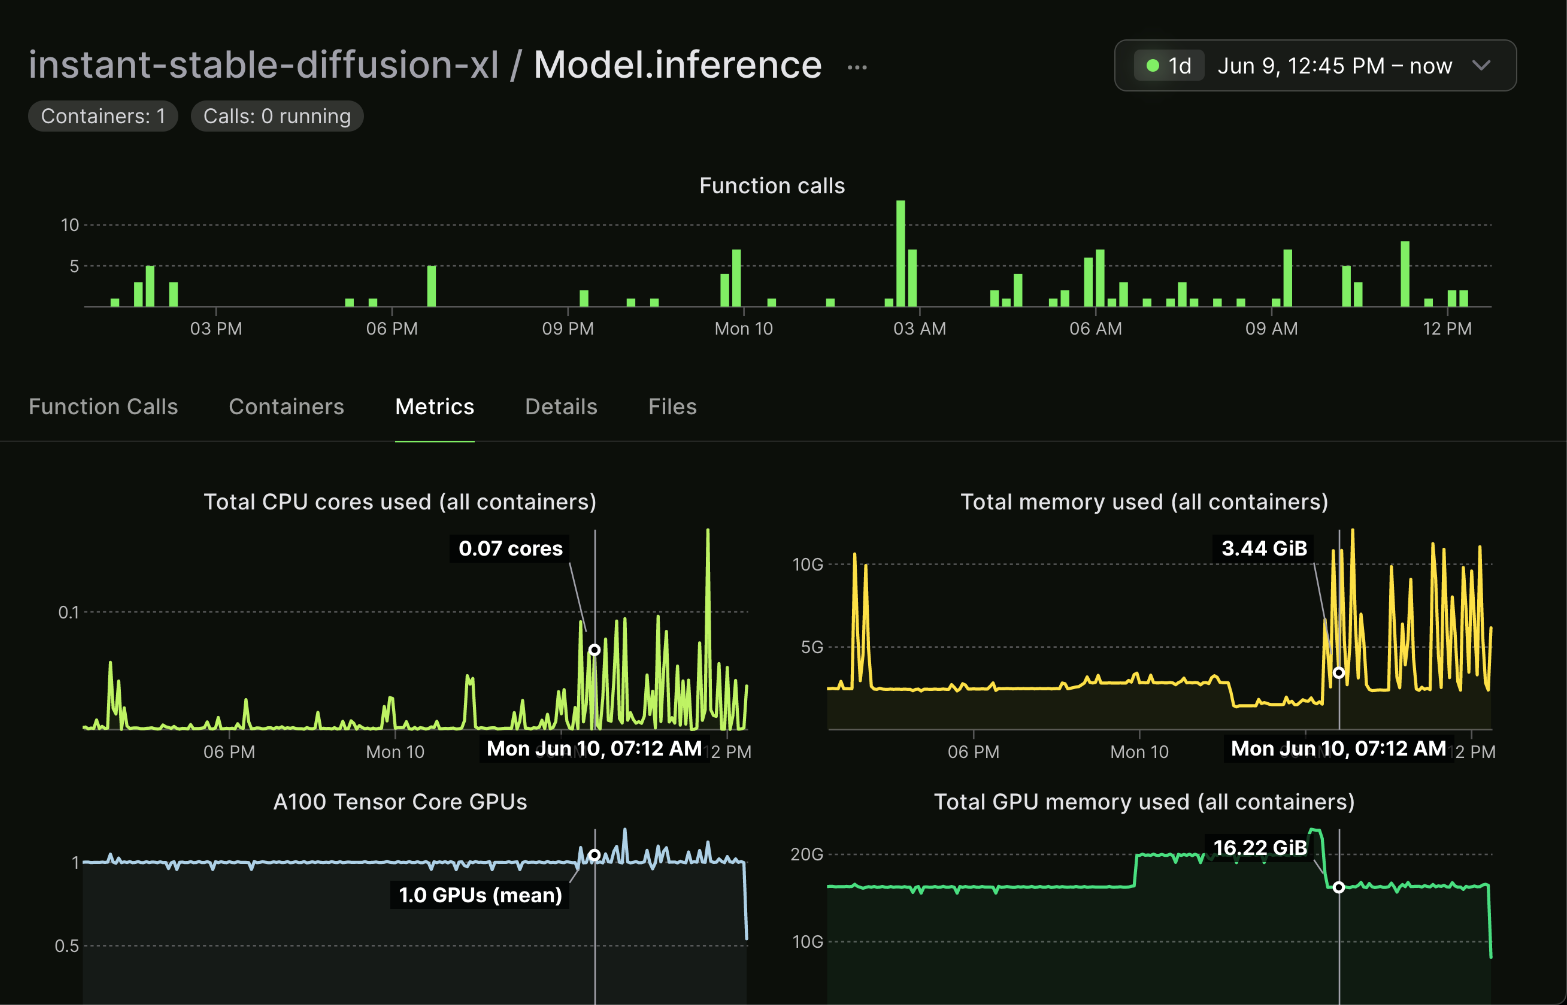 instant-stable-diffusion-xl / Model.inference ...
1d Jun 9, 12:45 PM – now
Containers: 1 Calls: 0 running
Function calls
10
5
03 PM 06 PM 09 PM Mon 10 03 AM 06 AM 09 AM 12 PM
Function Calls Containers Metrics Details Files
Total CPU cores used (all containers)
0.07 cores
0.1
06 PM Mon 10 Mon Jun 10, 07:12 AM 12 PM
Total memory used (all containers)
3.44 GiB
10G
5G
06 PM Mon 10 Mon Jun 10, 07:12 AM 2 PM
A100 Tensor Core GPUs
1
1.0 GPUs (mean)
0.5
Total GPU memory used (all containers)
16.22 GiB
20G
10G